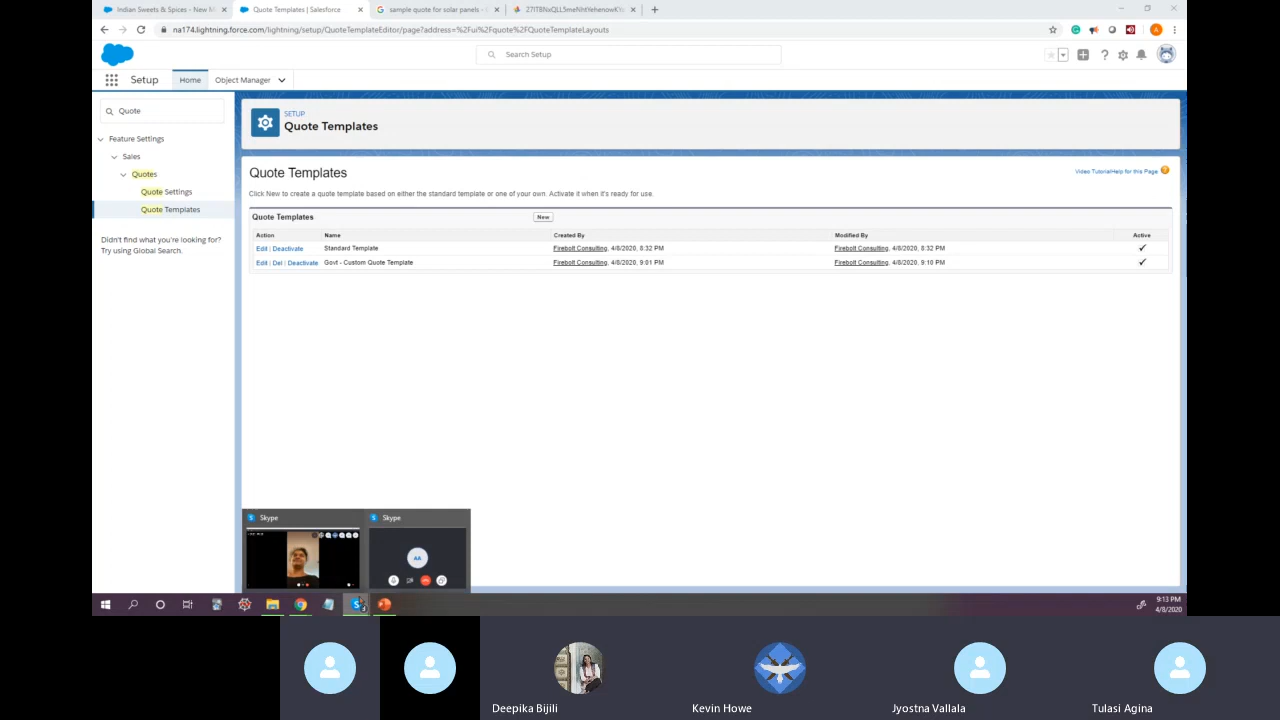 Indian Sweets & Spices - New M
Quote Templates | Salesforce
sample quote for solar panels -
na174.lightning.force.com/lightning/setup/QuoteTemplateEditor/page?address=%2Fui%2Fquote%2FQuoteTemplateLayouts
A
Search Setup
Setup
Home
Object Manager
Quote
Feature Settings
Sales
Quotes
Quote Settings
Quote Templates
Didn't find what you're looking for?
Try using Global Search.
SETUP
Quote Templates
Quote Templates
Video Tutorial Help for this Page
Click New to create a quote template based on either the standard template or one of your own. Activate it when it's ready for use.
Quote Templates New
Action Name Created By Modified By Active
Edit | Deactivate Standard Template Firebolt Consulting, 4/8/2020, 8:32 PM Firebolt Consulting, 4/8/2020, 8:32 PM
Edit | Del | Deactivate Govt - Custom Quote Template Firebolt Consulting, 4/8/2020, 9:01 PM Firebolt Consulting, 4/8/2020, 9:10 PM
Skype
Skype
AA
9:13 PM
4/8/2020
Deepika Bijili
Kevin Howe
Jyostna Vallala
Tulasi Agina